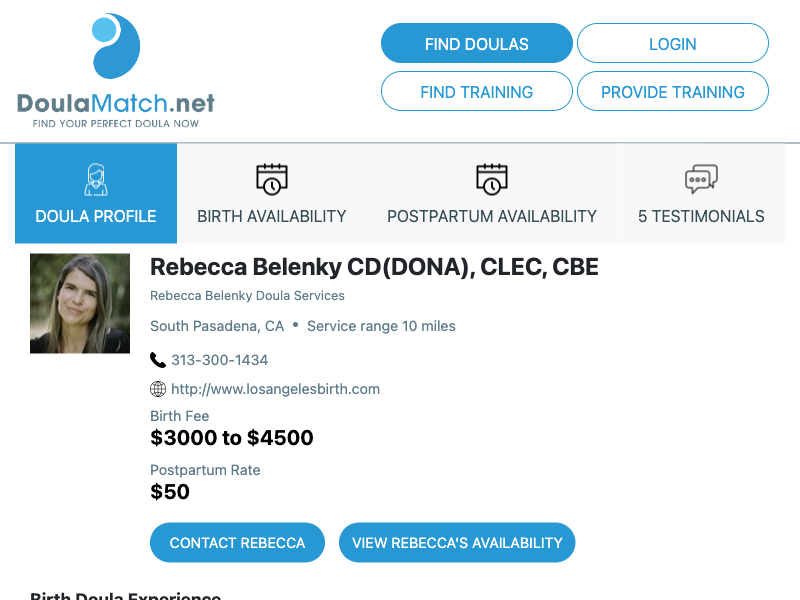 DoulaMatch.net
FIND YOUR PERFECT DOULA NOW
FIND DOULAS
LOGIN
FIND TRAINING
PROVIDE TRAINING
DOULA PROFILE
BIRTH AVAILABILITY
POSTPARTUM AVAILABILITY
5 TESTIMONIALS
Rebecca Belenky CD(DONA), CLEC, CBE
Rebecca Belenky Doula Services
South Pasadena, CA • Service range 10 miles
313-300-1434
http://www.losangelesbirth.com
Birth Fee
$3000 to $4500
Postpartum Rate
$50
CONTACT REBECCA
VIEW REBECCA'S AVAILABILITY
Birth Doula Experience